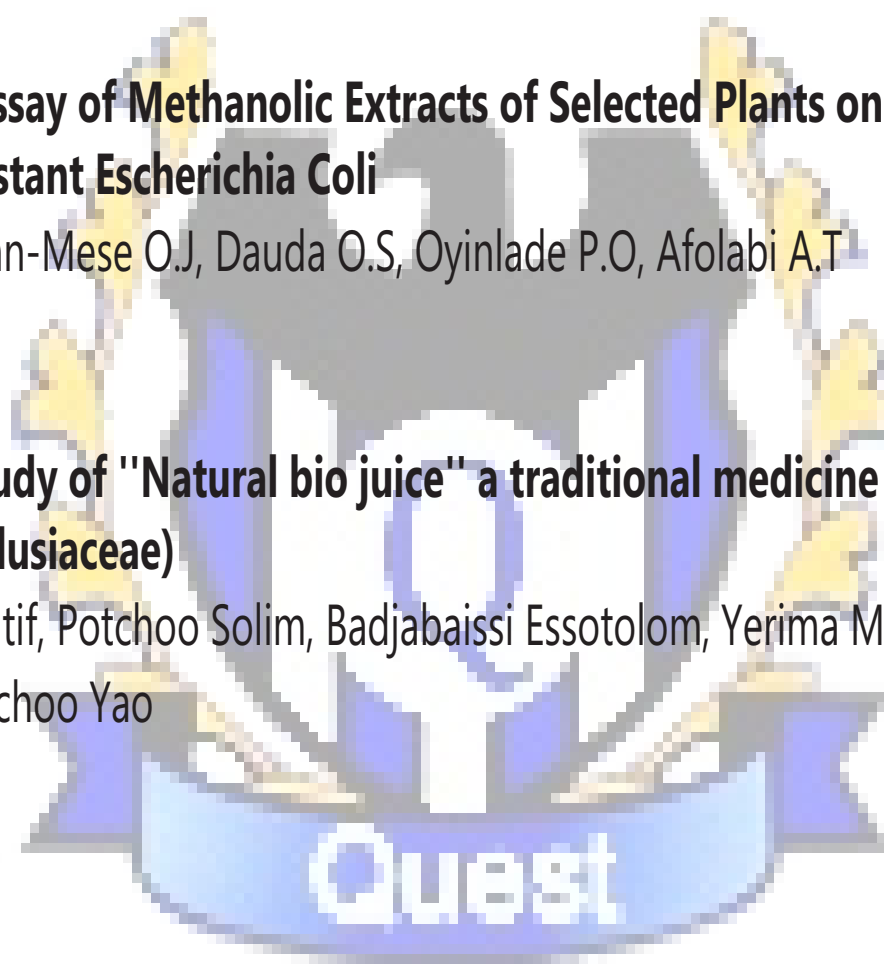 ssay of Methanolic Extracts of Selected Plants on
stant Escherichia Coli
n-Mese O.J, Dauda O.S, Oyinlade P.O, Afolabi A.T
udy of "Natural bio juice" a traditional medicine
lusiaceae)
tif, Potchoo Solim, Badjabaissi Essotolom, Yerima M
choo Yao
Q
Quest